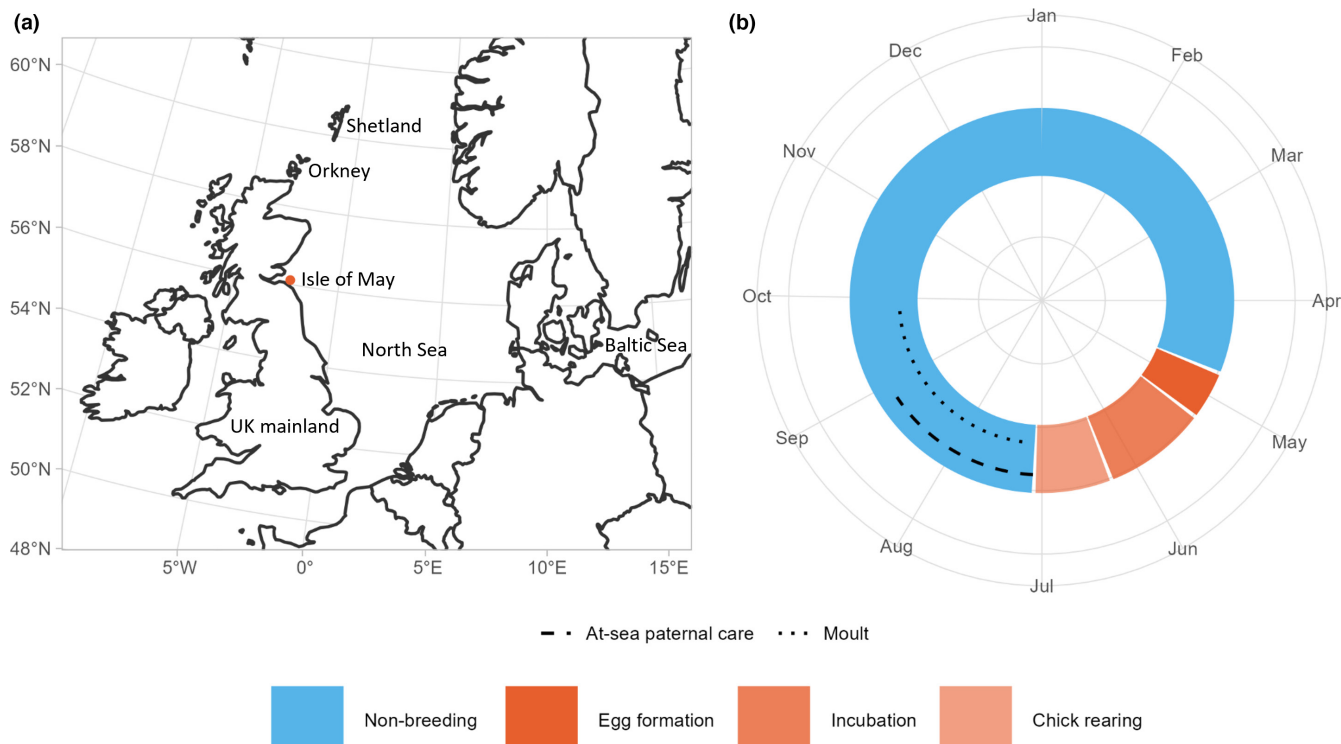 (a)
60°N
58°N
56°N
54°N
52°N
50°N
48°N
5°W
0°
5°E
10°E
15°E
Shetland
Orkney
Isle of May
North Sea
Baltic Sea
UK mainland
(b)
Jan
Feb
Mar
Apr
May
Jun
Jul
Aug
Sep
Oct
Nov
Dec
At-sea paternal care
Moult
Non-breeding
Egg formation
Incubation
Chick rearing